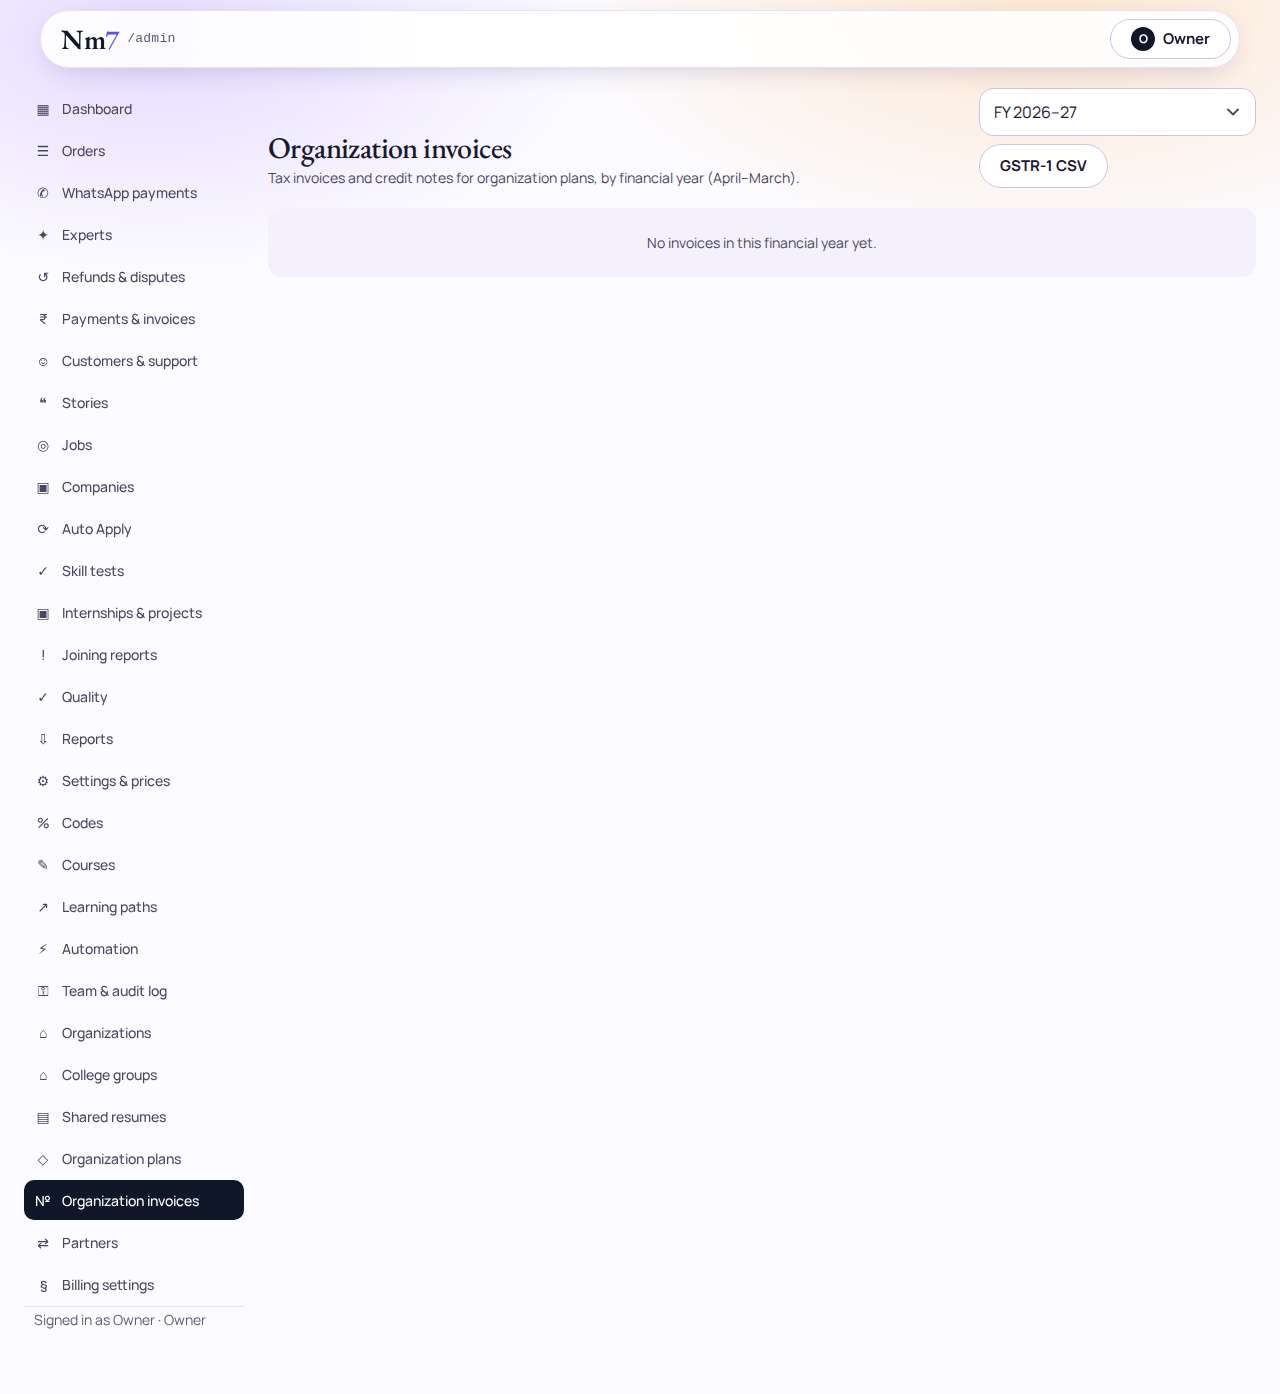 Nm7 /admin
O Owner
▦ Dashboard
☰ Orders
✆ WhatsApp payments
✦ Experts
↺ Refunds & disputes
₹ Payments & invoices
☺ Customers & support
❝ Stories
◎ Jobs
▣ Companies
⟳ Auto Apply
✓ Skill tests
▣ Internships & projects
! Joining reports
✓ Quality
⇩ Reports
⚙ Settings & prices
% Codes
✎ Courses
↗ Learning paths
⚡ Automation
⚿ Team & audit log
⌂ Organizations
⌂ College groups
▤ Shared resumes
◇ Organization plans
№ Organization invoices
⇄ Partners
§ Billing settings
Signed in as Owner · Owner
Organization invoices
Tax invoices and credit notes for organization plans, by financial year (April–March).
FY 2026–27
GSTR-1 CSV
No invoices in this financial year yet.